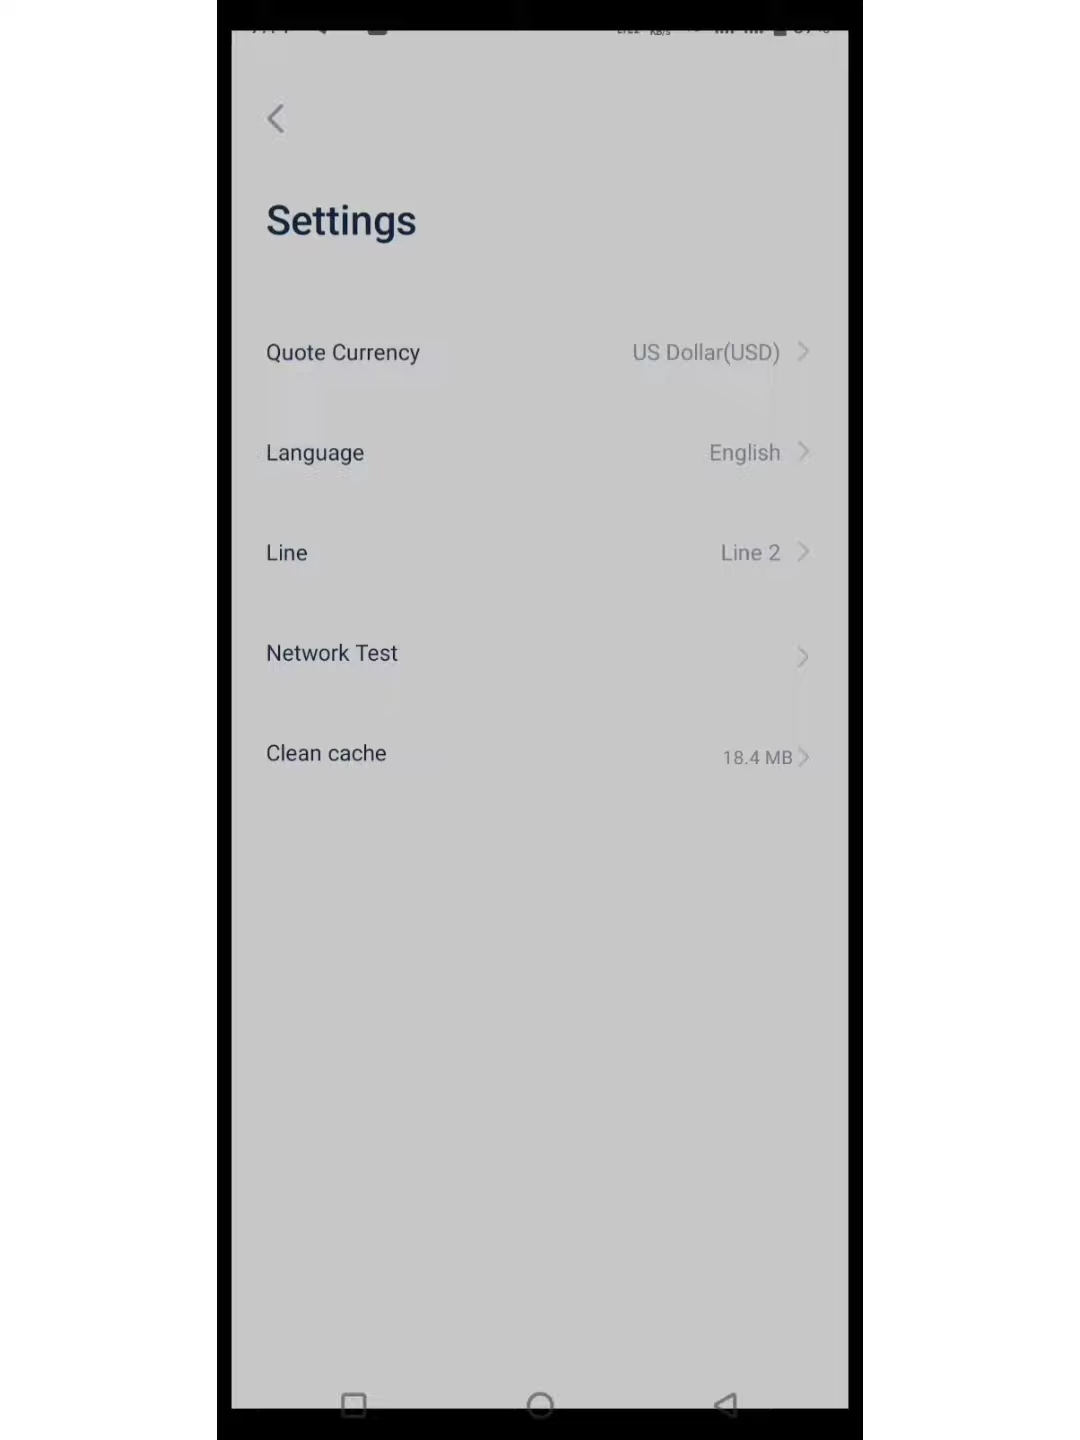 Settings
Quote Currency US Dollar(USD)
Language English
Line Line 2
Network Test
Clean cache 18.4 MB